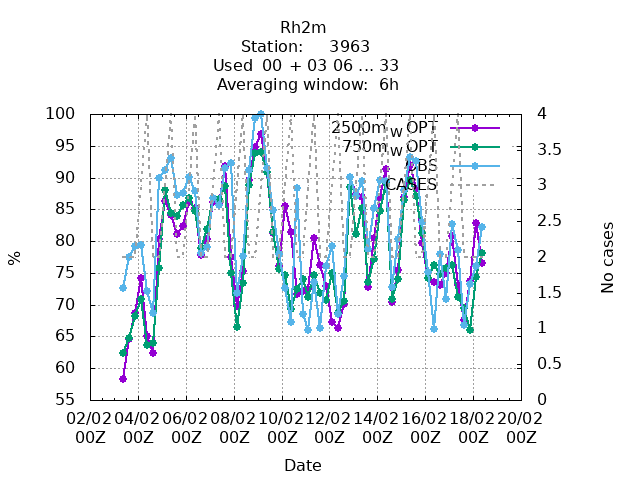 Rh2m
Station: 3963
Used 00 + 03 06 ... 33
Averaging window: 6h
100
95
90
85
80
75
70
65
60
55
%
4
3.5
3
2.5
2
1.5
1
0.5
0
No cases
2500m_w OPT
750m_w OPT
OBS
CASES
02/02 04/02 06/02 08/02 10/02 12/02 14/02 16/02 18/02 20/02
00Z 00Z 00Z 00Z 00Z 00Z 00Z 00Z 00Z 00Z
Date